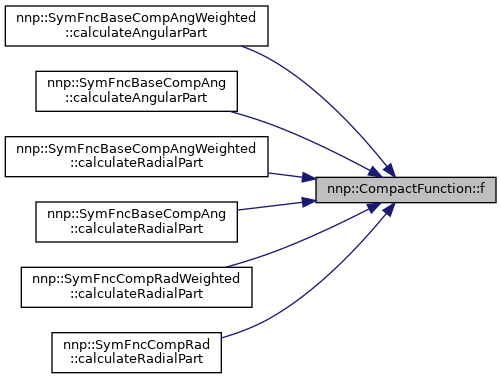 nnp::SymFncBaseCompAngWeighted
::calculateAngularPart
nnp::SymFncBaseCompAng
::calculateAngularPart
nnp::SymFncBaseCompAngWeighted
::calculateRadialPart
nnp::CompactFunction::f
nnp::SymFncBaseCompAng
::calculateRadialPart
nnp::SymFncCompRadWeighted
::calculateRadialPart
nnp::SymFncCompRad
::calculateRadialPart